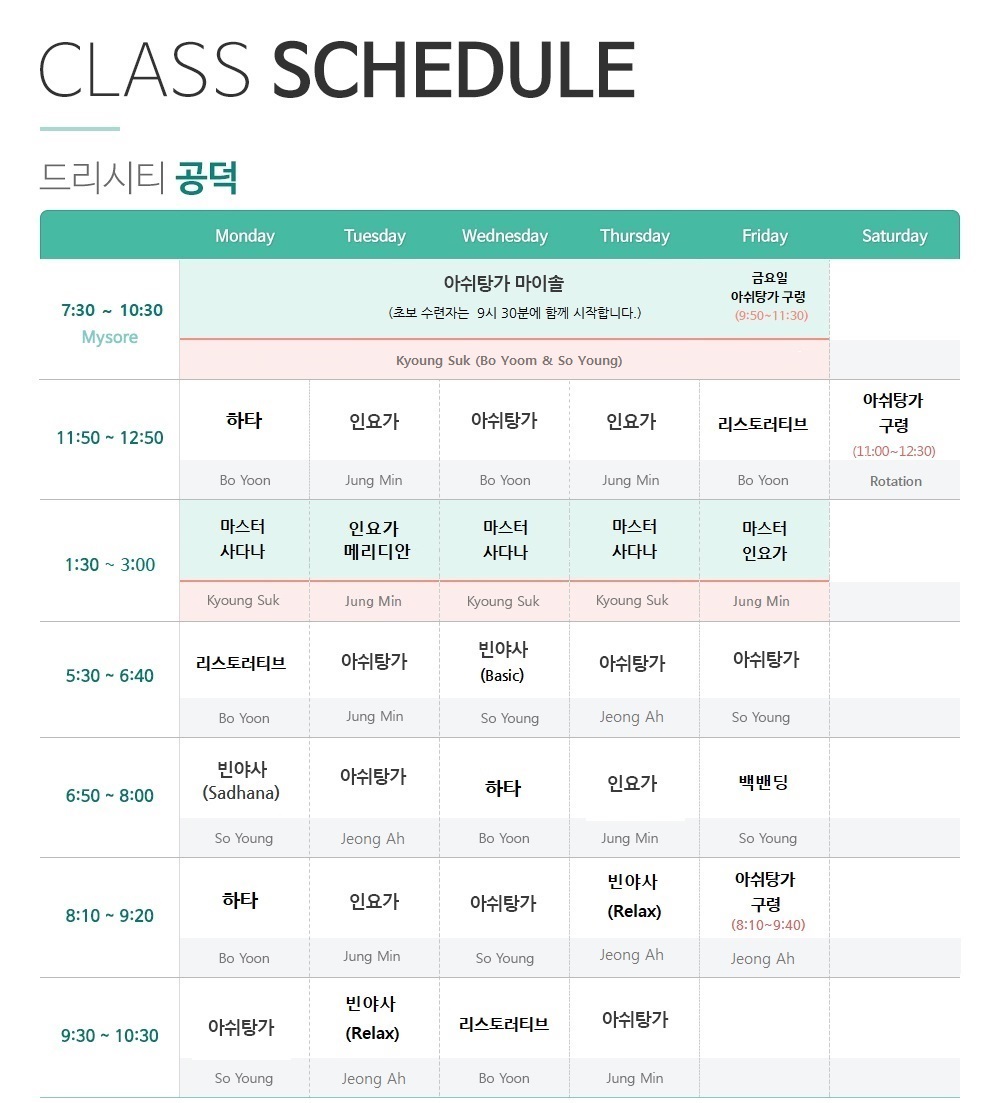 CLASS SCHEDULE
드리시티 공덕
Monday Tuesday Wednesday Thursday Friday Saturday
7:30 ~ 10:30
Mysore
아쉬탕가 마이솔
(초보 수련자는 9시 30분에 함께 시작합니다.)
금요일
아쉬탕가 구령
(9:50~11:30)
Kyoung Suk (Bo Yoom & So Young)
11:50 ~ 12:50
하타 인요가 아쉬탕가 인요가 리스토러티브
아쉬탕가
구령
(11:00~12:30)
Bo Yoon Jung Min Bo Yoon Jung Min Bo Yoon Rotation
1:30 ~ 3:00
마스터 인요가 마스터 마스터 마스터
사다나 메리디안 사다나 사다나 인요가
Kyoung Suk Jung Min Kyoung Suk Kyoung Suk Jung Min
5:30 ~ 6:40
리스토러티브 아쉬탕가 빈야사 아쉬탕가 아쉬탕가
(Basic)
Bo Yoon Jung Min So Young Jeong Ah So Young
6:50 ~ 8:00
빈야사 아쉬탕가 하타 인요가 백밴딩
(Sadhana)
So Young Jeong Ah Bo Yoon Jung Min So Young
8:10 ~ 9:20
하타 인요가 아쉬탕가 빈야사 아쉬탕가
(Relax) 구령
(8:10~9:40)
Bo Yoon Jung Min So Young Jeong Ah Jeong Ah
9:30 ~ 10:30
아쉬탕가 빈야사 리스토러티브 아쉬탕가
(Relax)
So Young Jeong Ah Bo Yoon Jung Min